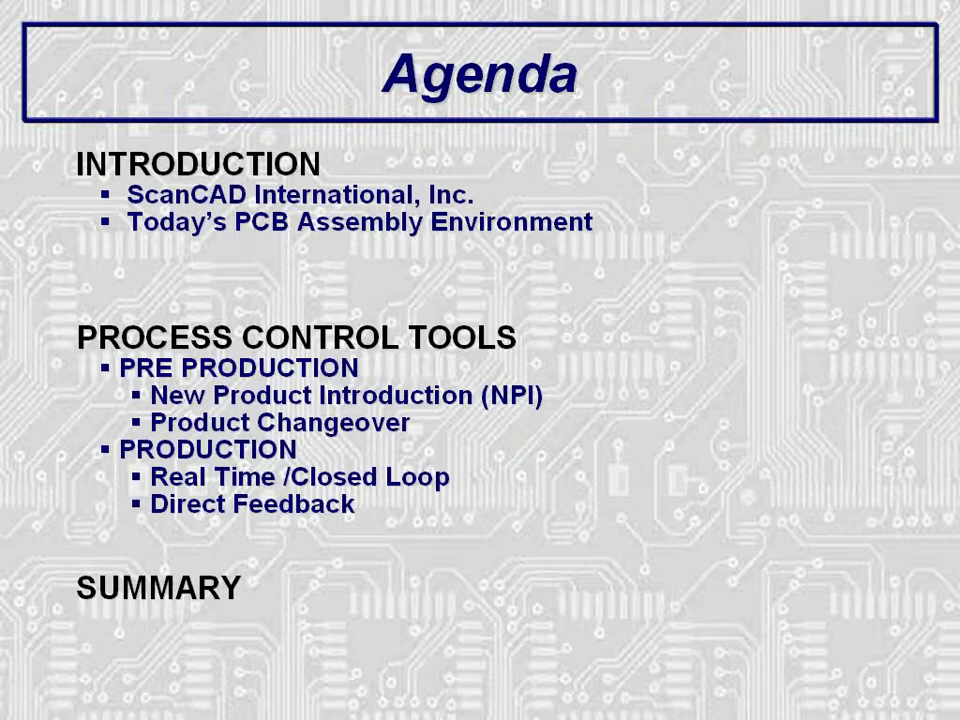 Agenda
INTRODUCTION
▪ ScanCAD International, Inc.
▪ Today's PCB Assembly Environment
PROCESS CONTROL TOOLS
▪ PRE PRODUCTION
▪ New Product Introduction (NPI)
▪ Product Changeover
▪ PRODUCTION
▪ Real Time /Closed Loop
▪ Direct Feedback
SUMMARY